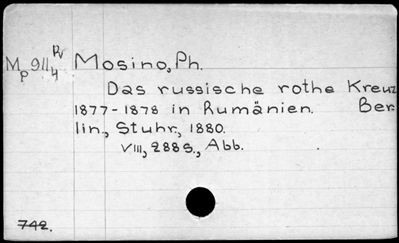 Mp 911/4 R Mosino, Ph.
Das russische rothe Kreuz
1877-1878 in Rumänien. Ber-
lin, Stuhr, 1880.
VIII, 288 S., Abb.
742.